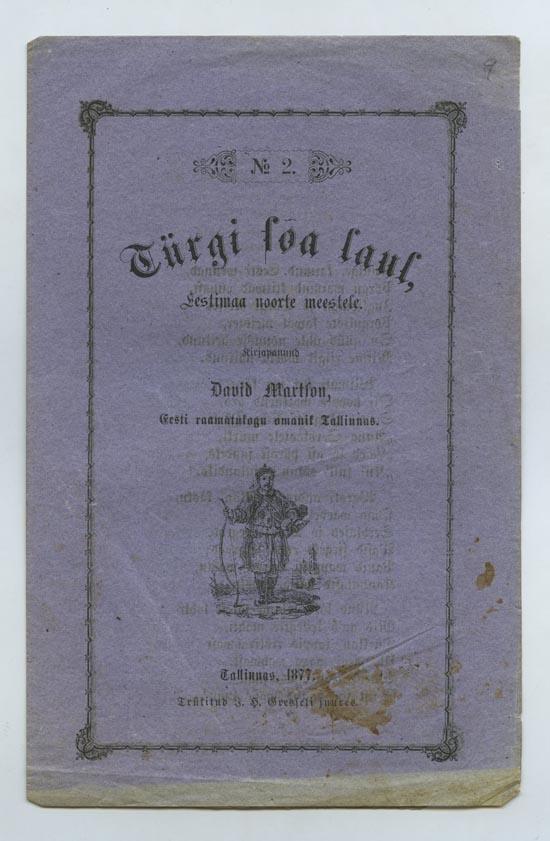 9
№ 2.
Türgi sõa laul,
Eestimaa noorte meestele.
Kirjapannud
David Martson,
Eesti raamatukogu omanik Tallinnas.
Tallinnas, 1877.
Trükitud J. H. Gresseli juures.